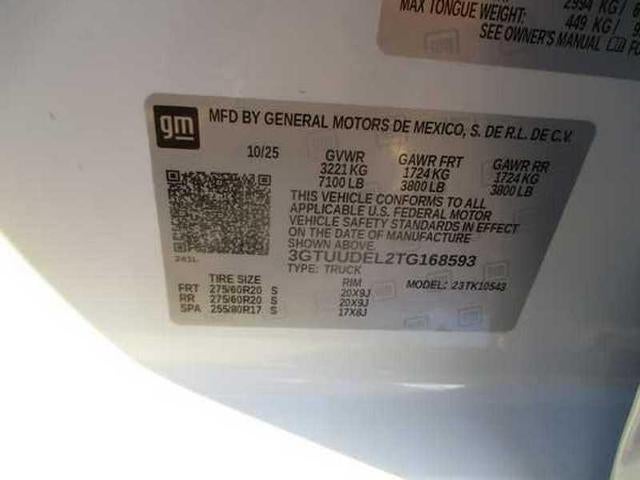 2994 KG/
MAX TONGUE WEIGHT: 449 KG/
SEE OWNER'S MANUAL
gm
MFD BY GENERAL MOTORS DE MEXICO, S. DE R.L. DE C.V.
10/25 GVWR GAWR FRT GAWR RR
3221 KG 1724 KG 1724 KG
7100 LB 3800 LB 3800 LB
THIS VEHICLE CONFORMS TO ALL
APPLICABLE U.S. FEDERAL MOTOR
VEHICLE SAFETY STANDARDS IN EFFECT
ON THE DATE OF MANUFACTURE
SHOWN ABOVE.
3GTUUDEL2TG168593
TYPE: TRUCK
MODEL: 23TK10543
TIRE SIZE RIM
FRT 275/60R20 S 20X9J
RR 275/60R20 S 20X9J
SPA 255/80R17 S 17X8J